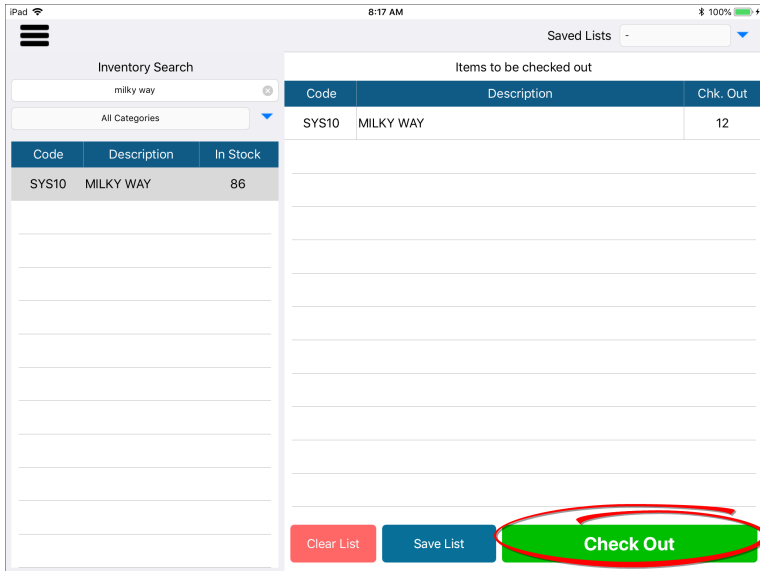 iPad 8:17 AM 100%
Saved Lists -
Inventory Search
milky way
All Categories
Code Description In Stock
SYS10 MILKY WAY 86
Items to be checked out
Code Description Chk. Out
SYS10 MILKY WAY 12
Clear List Save List Check Out